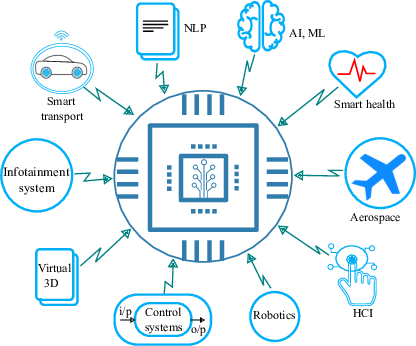 NLP
AI, ML
Smart
transport
Smart health
Infotainment
system
Aerospace
Virtual
3D
i/p
Control
systems
o/p
Robotics
HCI